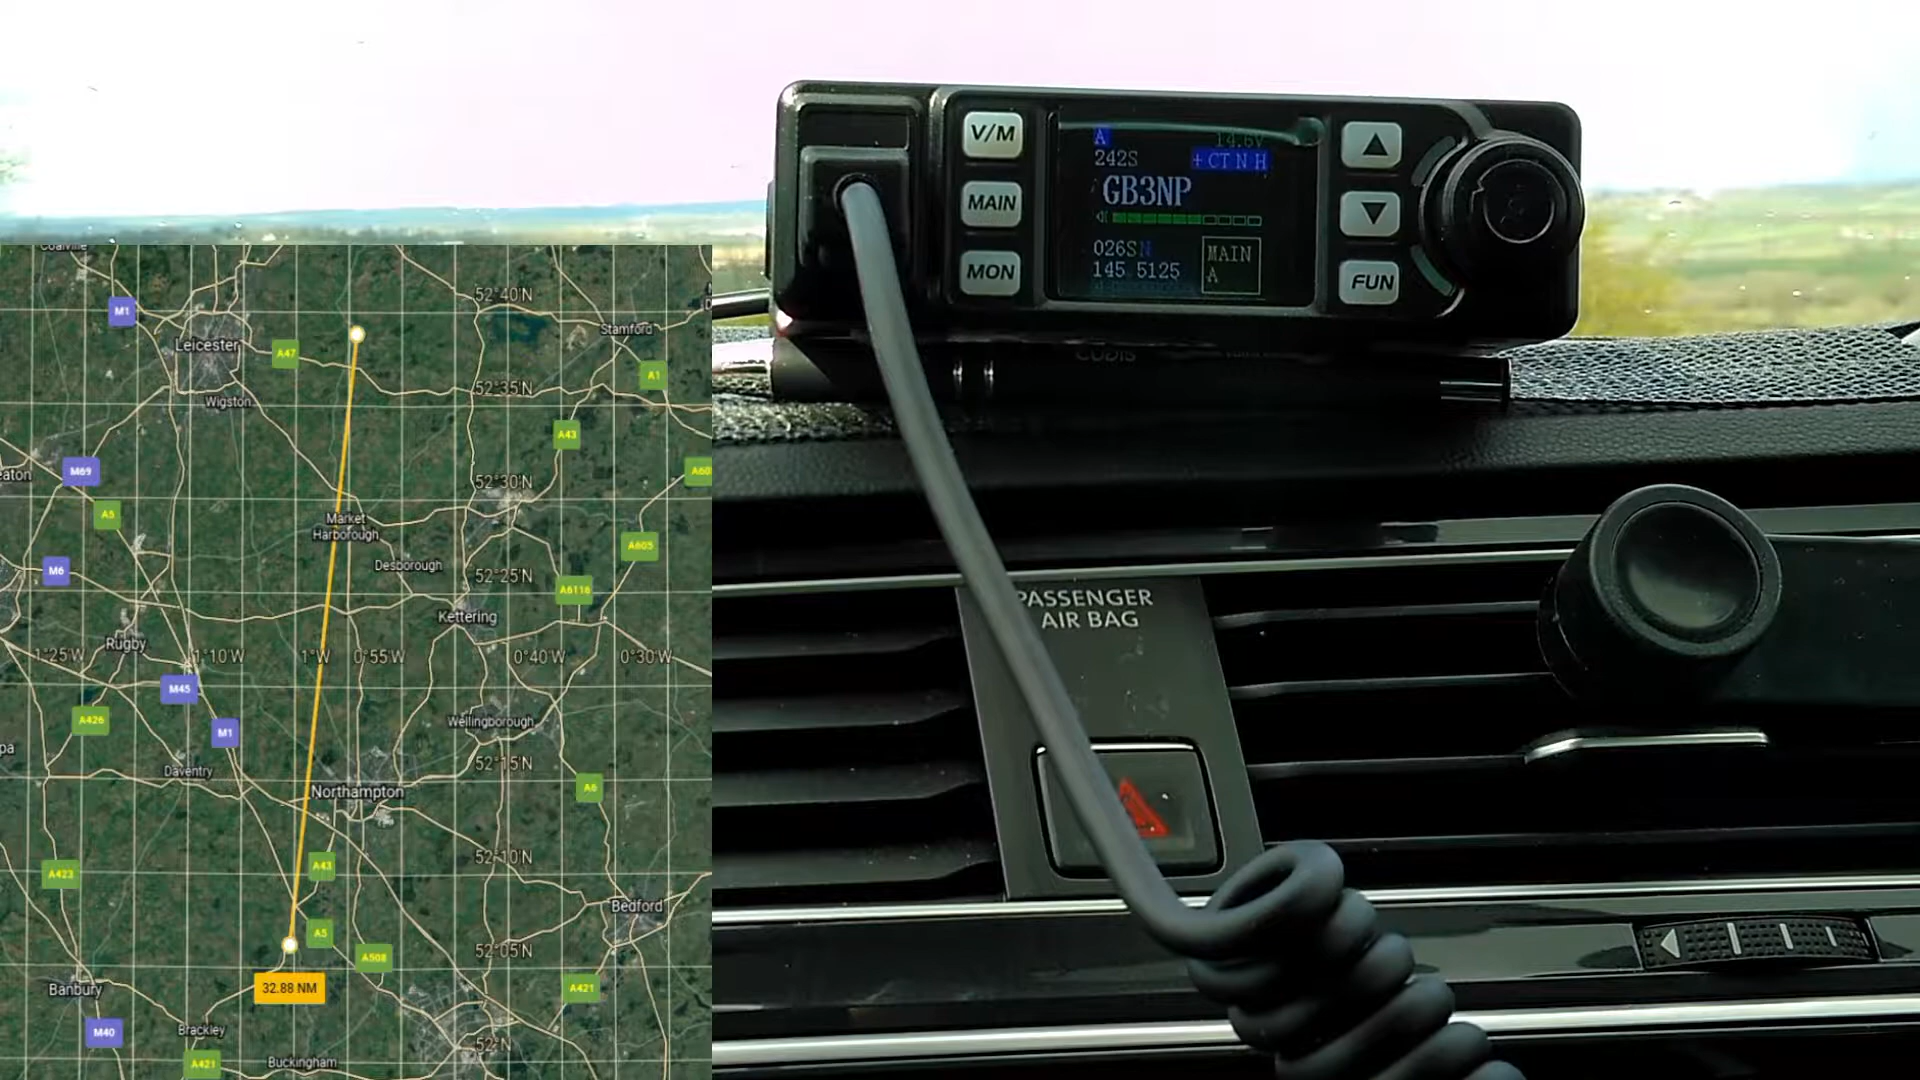 V/M
MAIN
MON
FUN
A
14.6V
242S
+ CT N H
GB3NP
026S N
145 5125
MAIN
A
PASSENGER
AIR BAG
Coalville
M1
52°40'N
Stamford
Leicester
A47
A1
52°35'N
Wigston
A43
M69
eaton
A60
52°30'N
A5
Market
Harborough
A605
M6
Desborough
52°25'N
A6116
Kettering
Rugby
1°25'W
1°10'W
1°W
0°55'W
0°40'W
0°30'W
M45
A426
Wellingborough
M1
pa
52°15'N
Daventry
Northampton
A6
52°10'N
A43
A423
Bedford
A5
52°05'N
A508
32.88 NM
Banbury
A421
M40
Brackley
52°N
Buckingham
A421